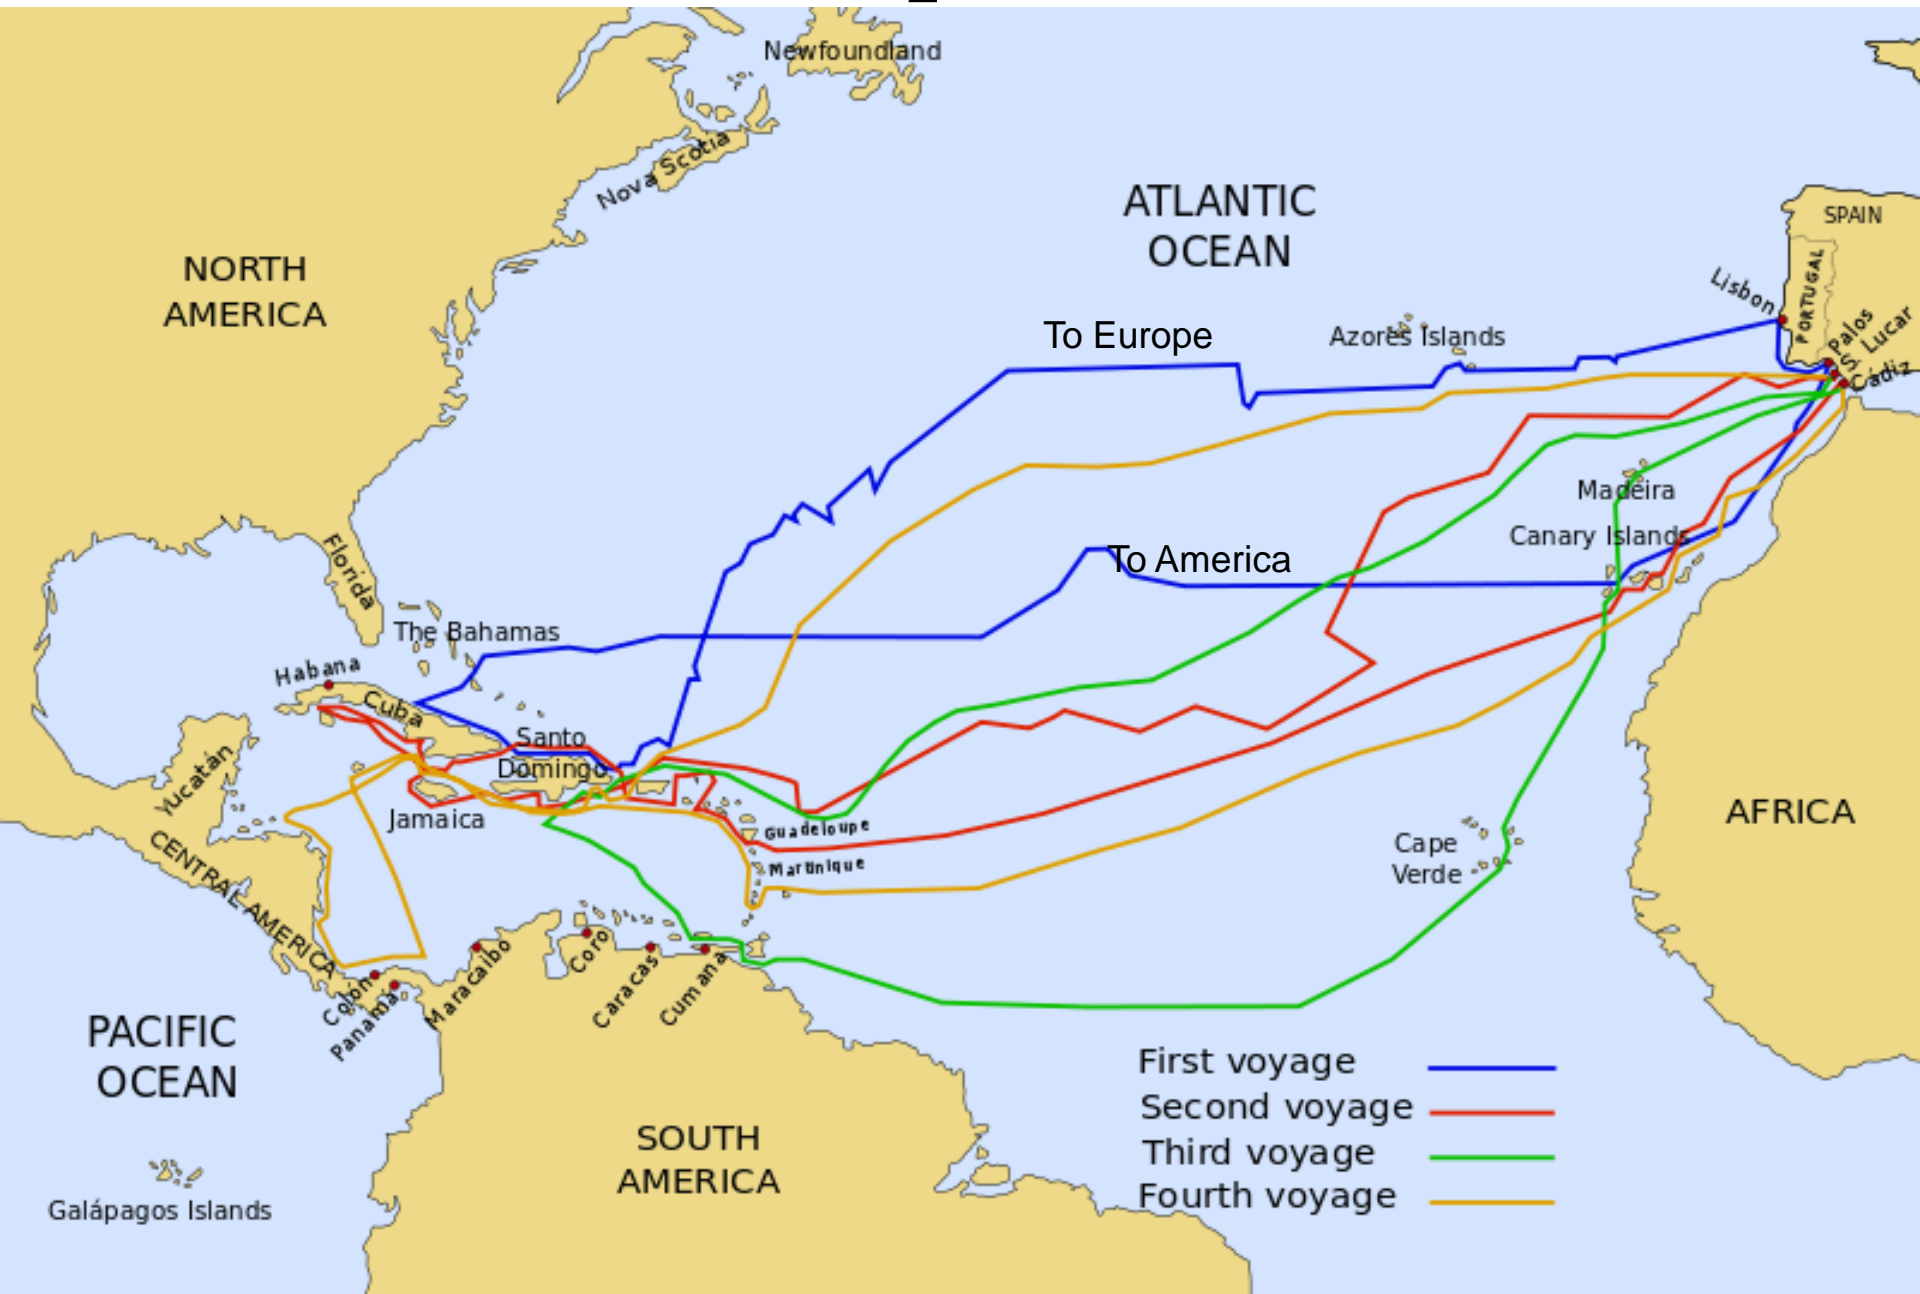 Newfoundland
Nova Scotia
ATLANTIC
OCEAN
SPAIN
PORTUGAL
Lisbon
Palos
S. Lucar
Cádiz
NORTH
AMERICA
To Europe
Azores Islands
Madeira
Canary Islands
To America
Florida
The Bahamas
Habana
Cuba
Santo
Domingo
Yucatán
Jamaica
Guadeloupe
Martinique
CENTRAL AMERICA
Cape
Verde
AFRICA
Colón
Panamá
Maracaibo
Coro
Caracas
Cumana
PACIFIC
OCEAN
Galápagos Islands
SOUTH
AMERICA
First voyage
Second voyage
Third voyage
Fourth voyage